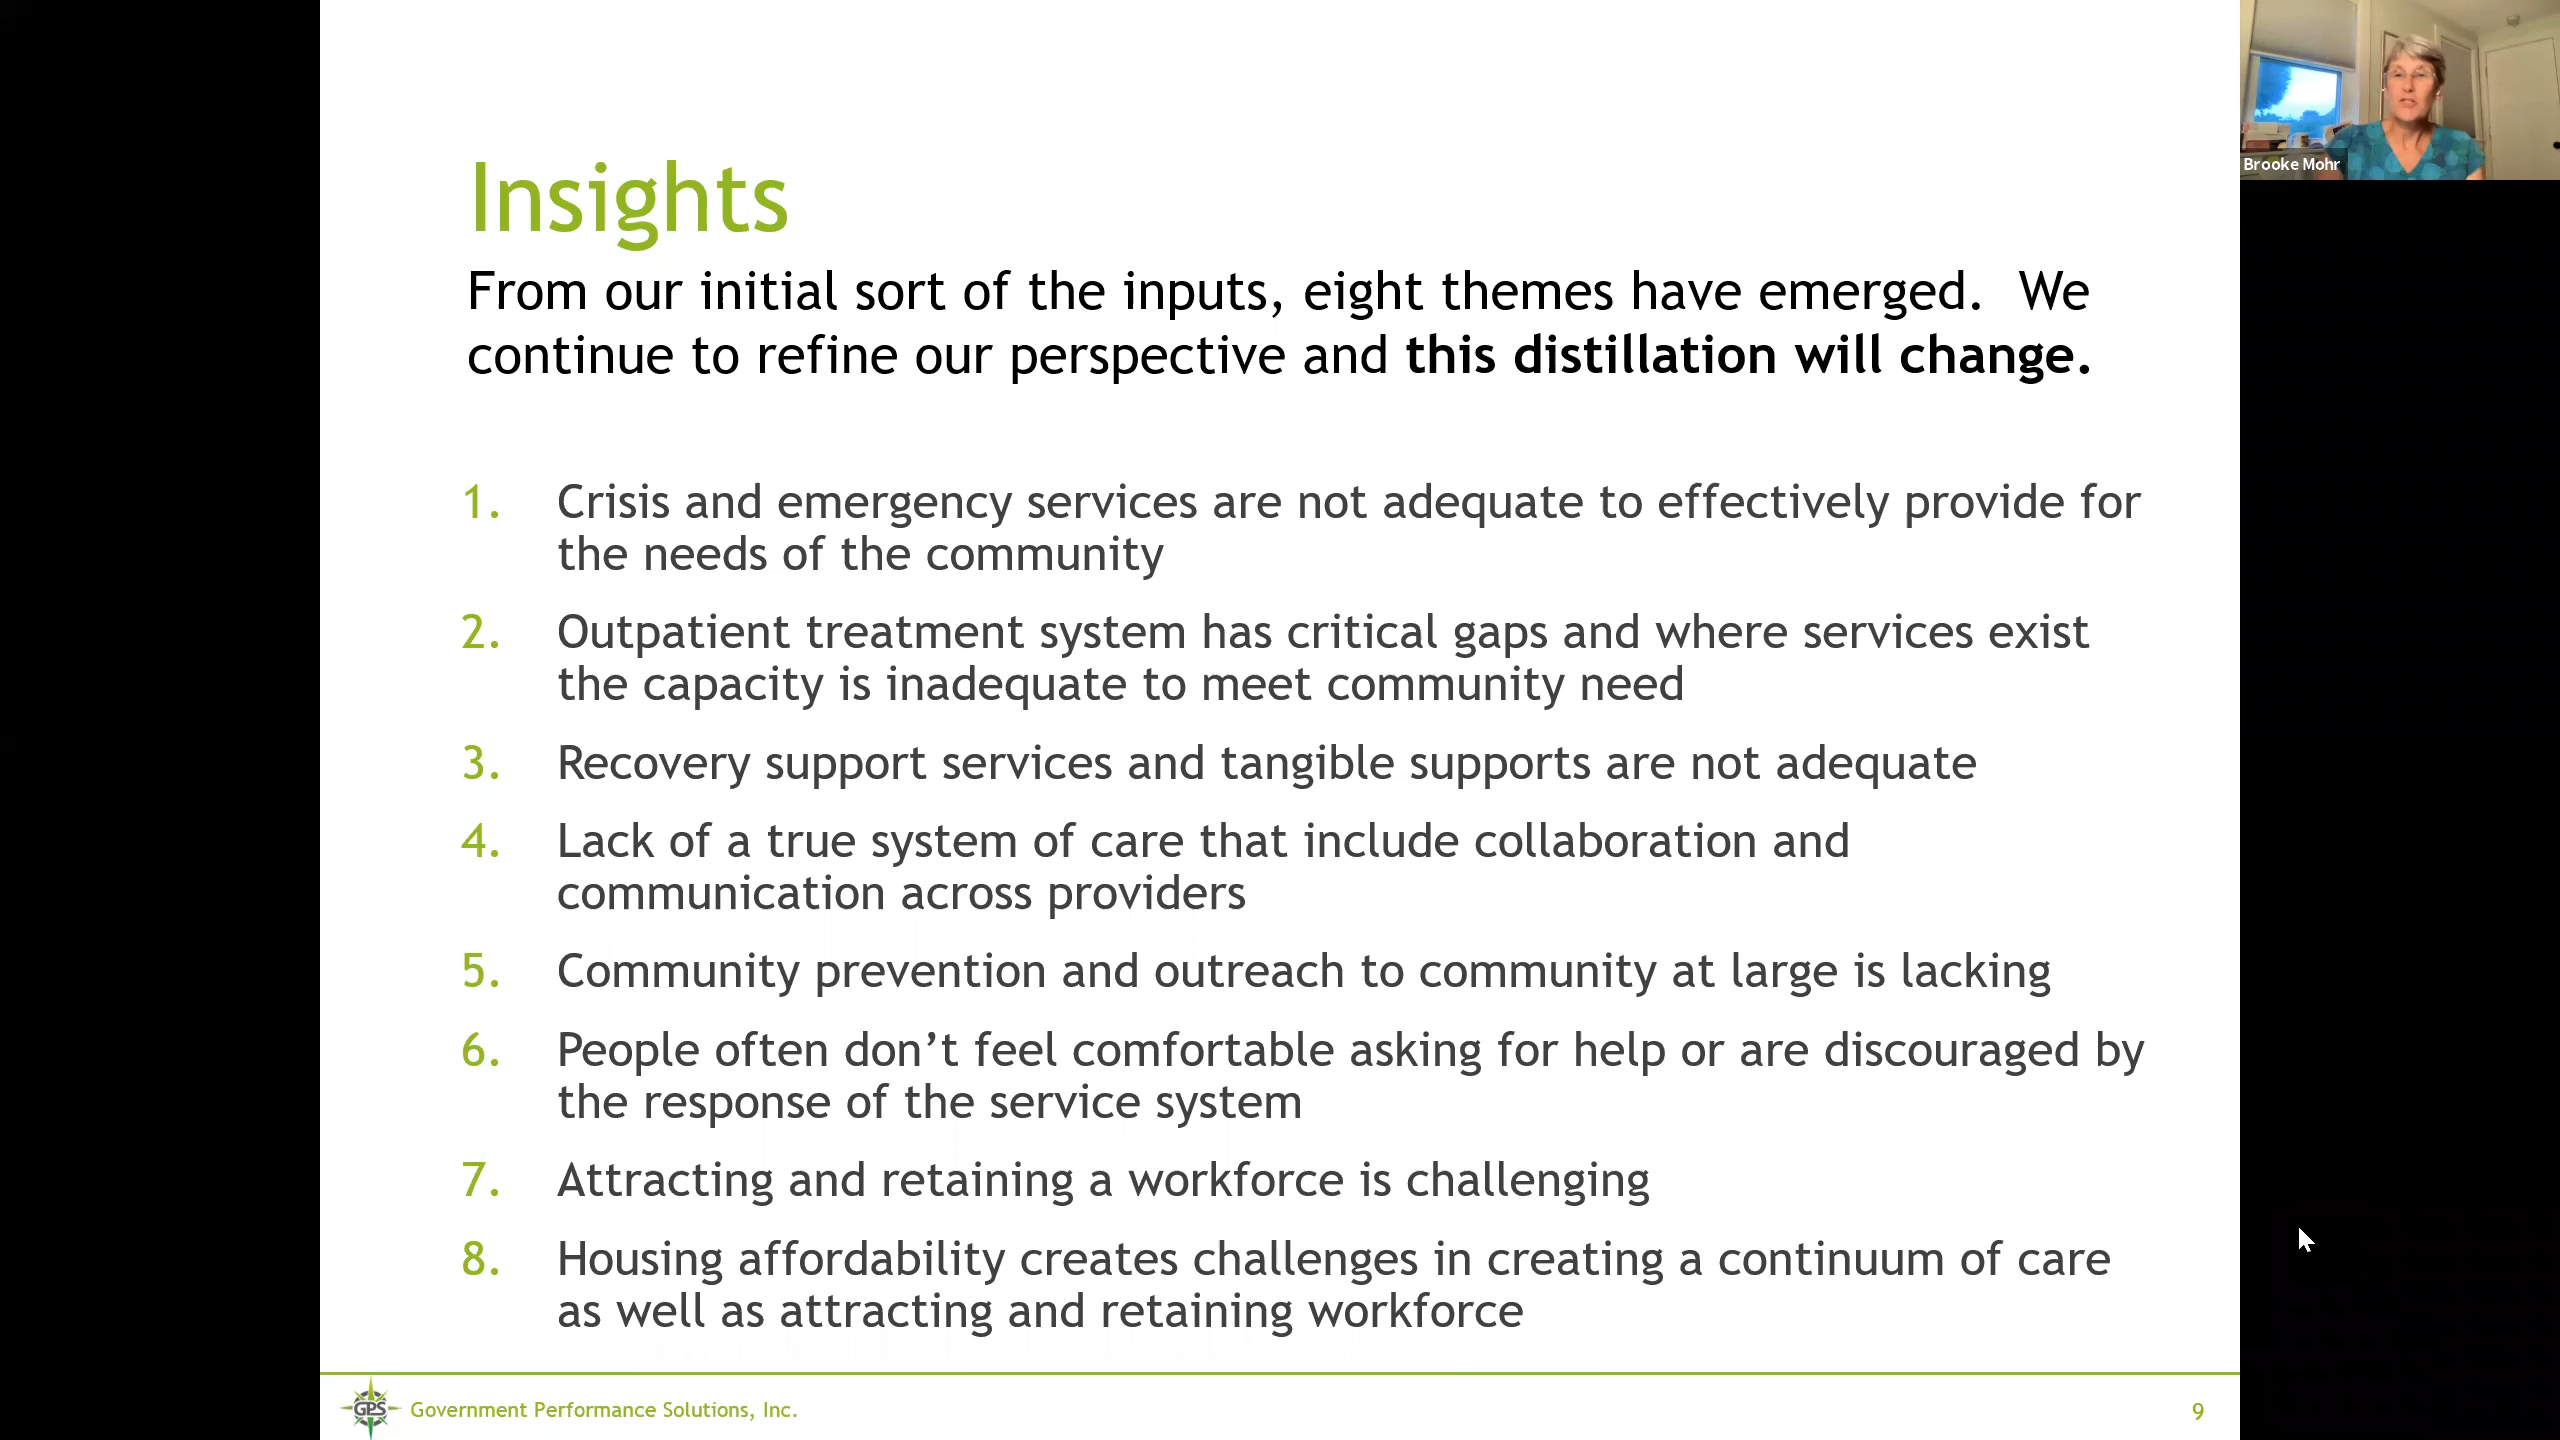 Insights
From our initial sort of the inputs, eight themes have emerged. We
continue to refine our perspective and this distillation will change.
1. Crisis and emergency services are not adequate to effectively provide for
the needs of the community
2. Outpatient treatment system has critical gaps and where services exist
the capacity is inadequate to meet community need
3. Recovery support services and tangible supports are not adequate
4. Lack of a true system of care that include collaboration and
communication across providers
5. Community prevention and outreach to community at large is lacking
6. People often don’t feel comfortable asking for help or are discouraged by
the response of the service system
7. Attracting and retaining a workforce is challenging
8. Housing affordability creates challenges in creating a continuum of care
as well as attracting and retaining workforce
GPS Government Performance Solutions, Inc.
9
Brooke Mohr